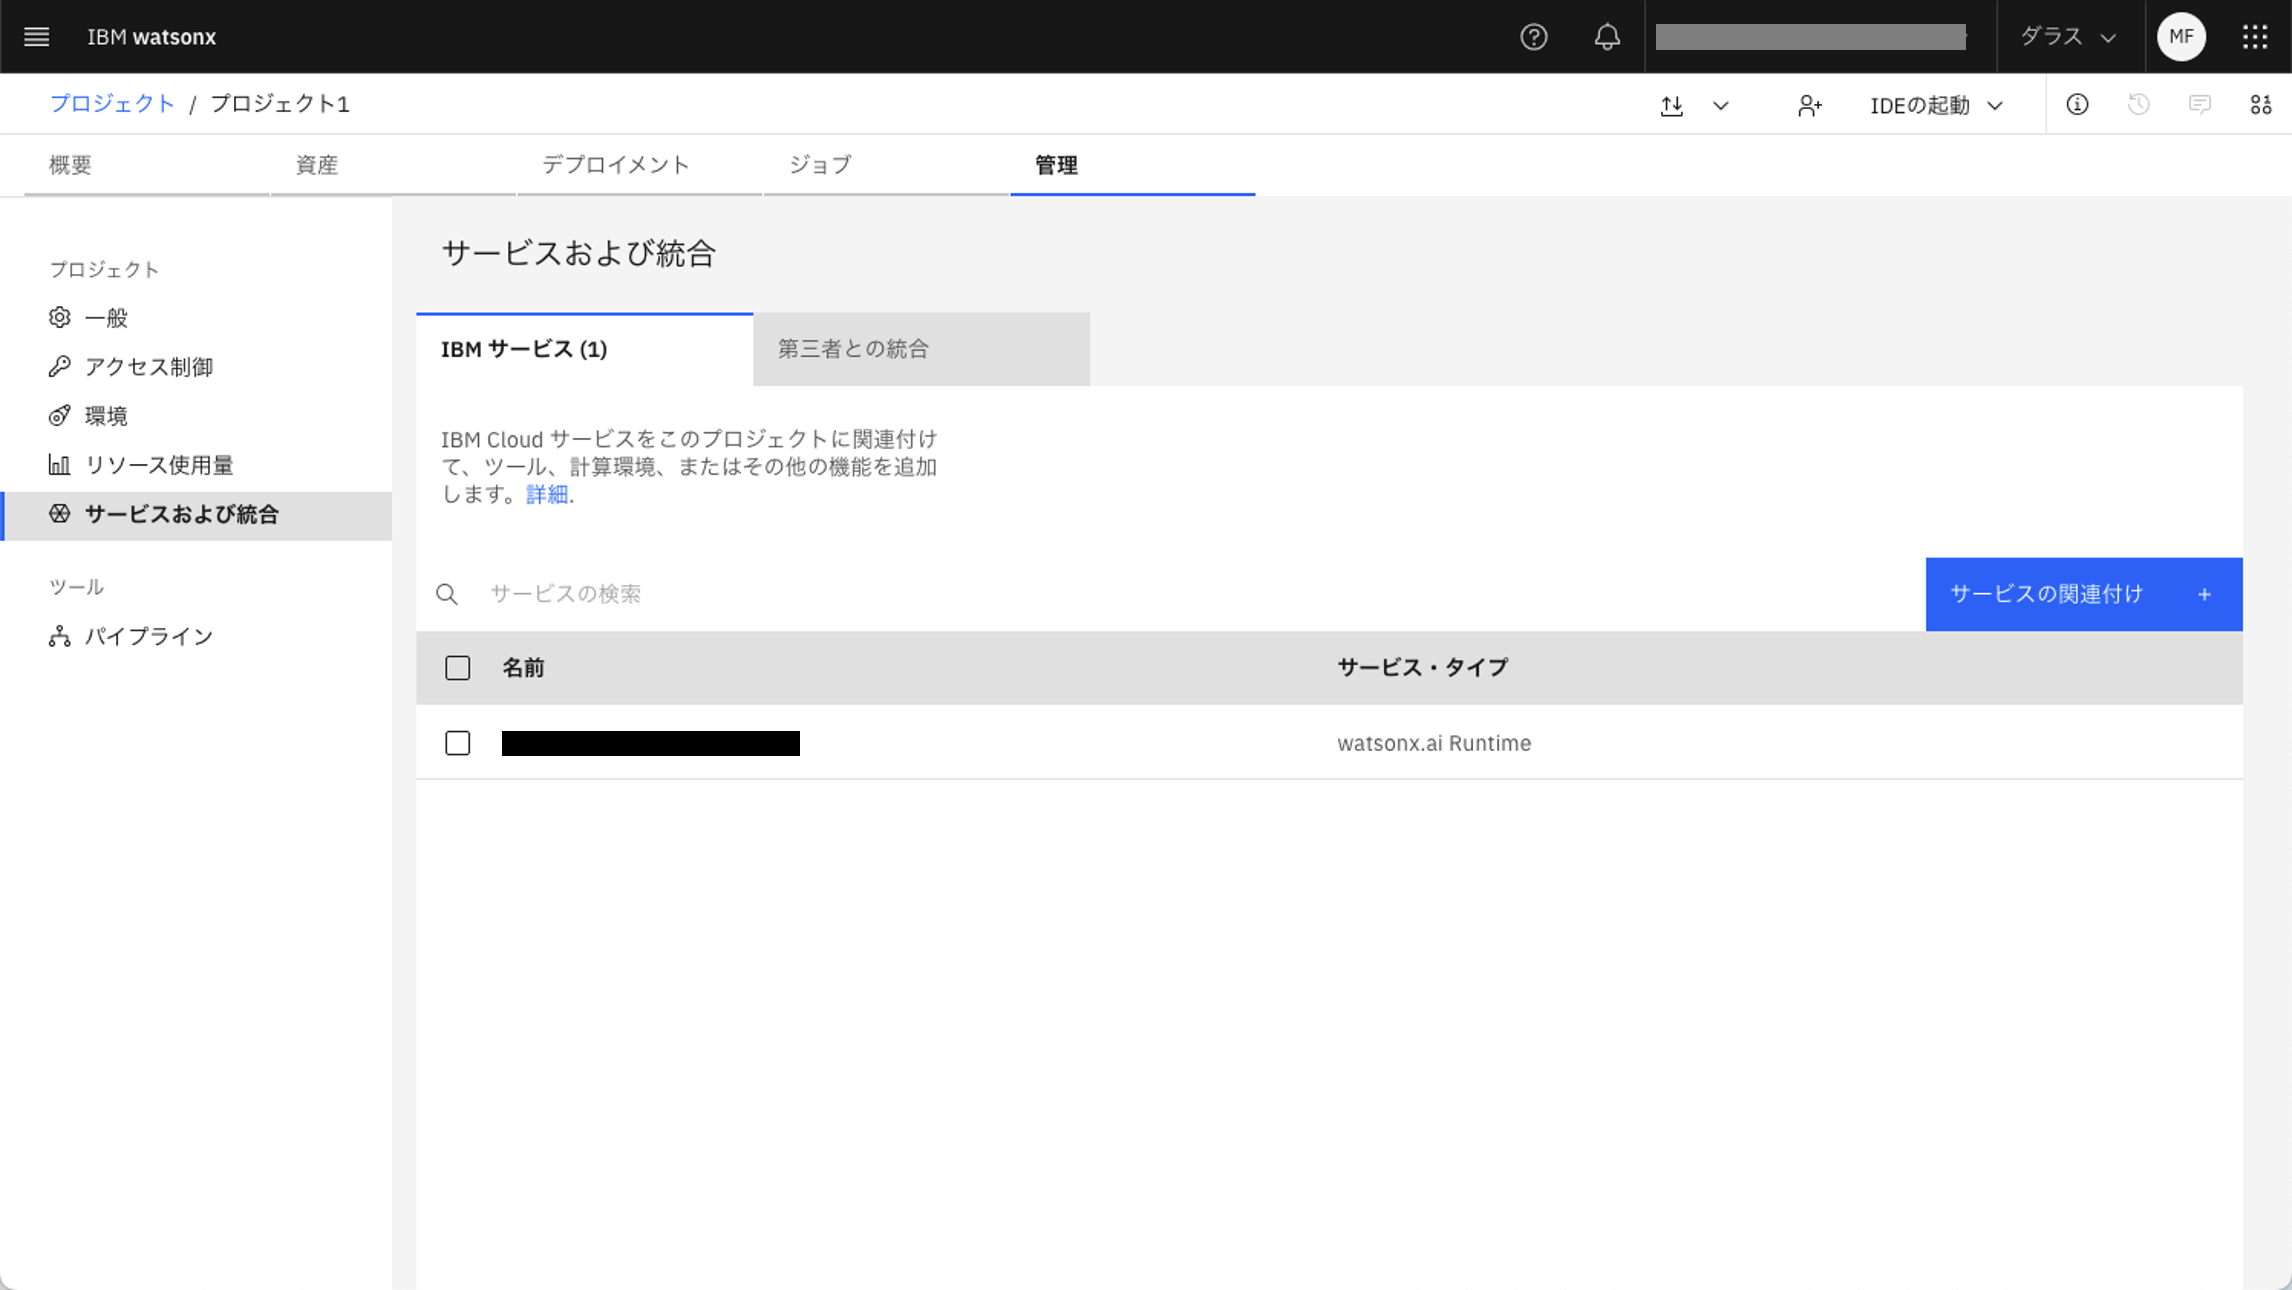 IBM watsonx
ダラス
MF
プロジェクト / プロジェクト1
IDEの起動
概要
資産
デプロイメント
ジョブ
管理
プロジェクト
一般
アクセス制御
環境
リソース使用量
サービスおよび統合
ツール
パイプライン
サービスおよび統合
IBM サービス (1)
第三者との統合
IBM Cloud サービスをこのプロジェクトに関連付け
て、ツール、計算環境、またはその他の機能を追加
します。詳細.
サービスの検索
サービスの関連付け +
名前
サービス・タイプ
watsonx.ai Runtime